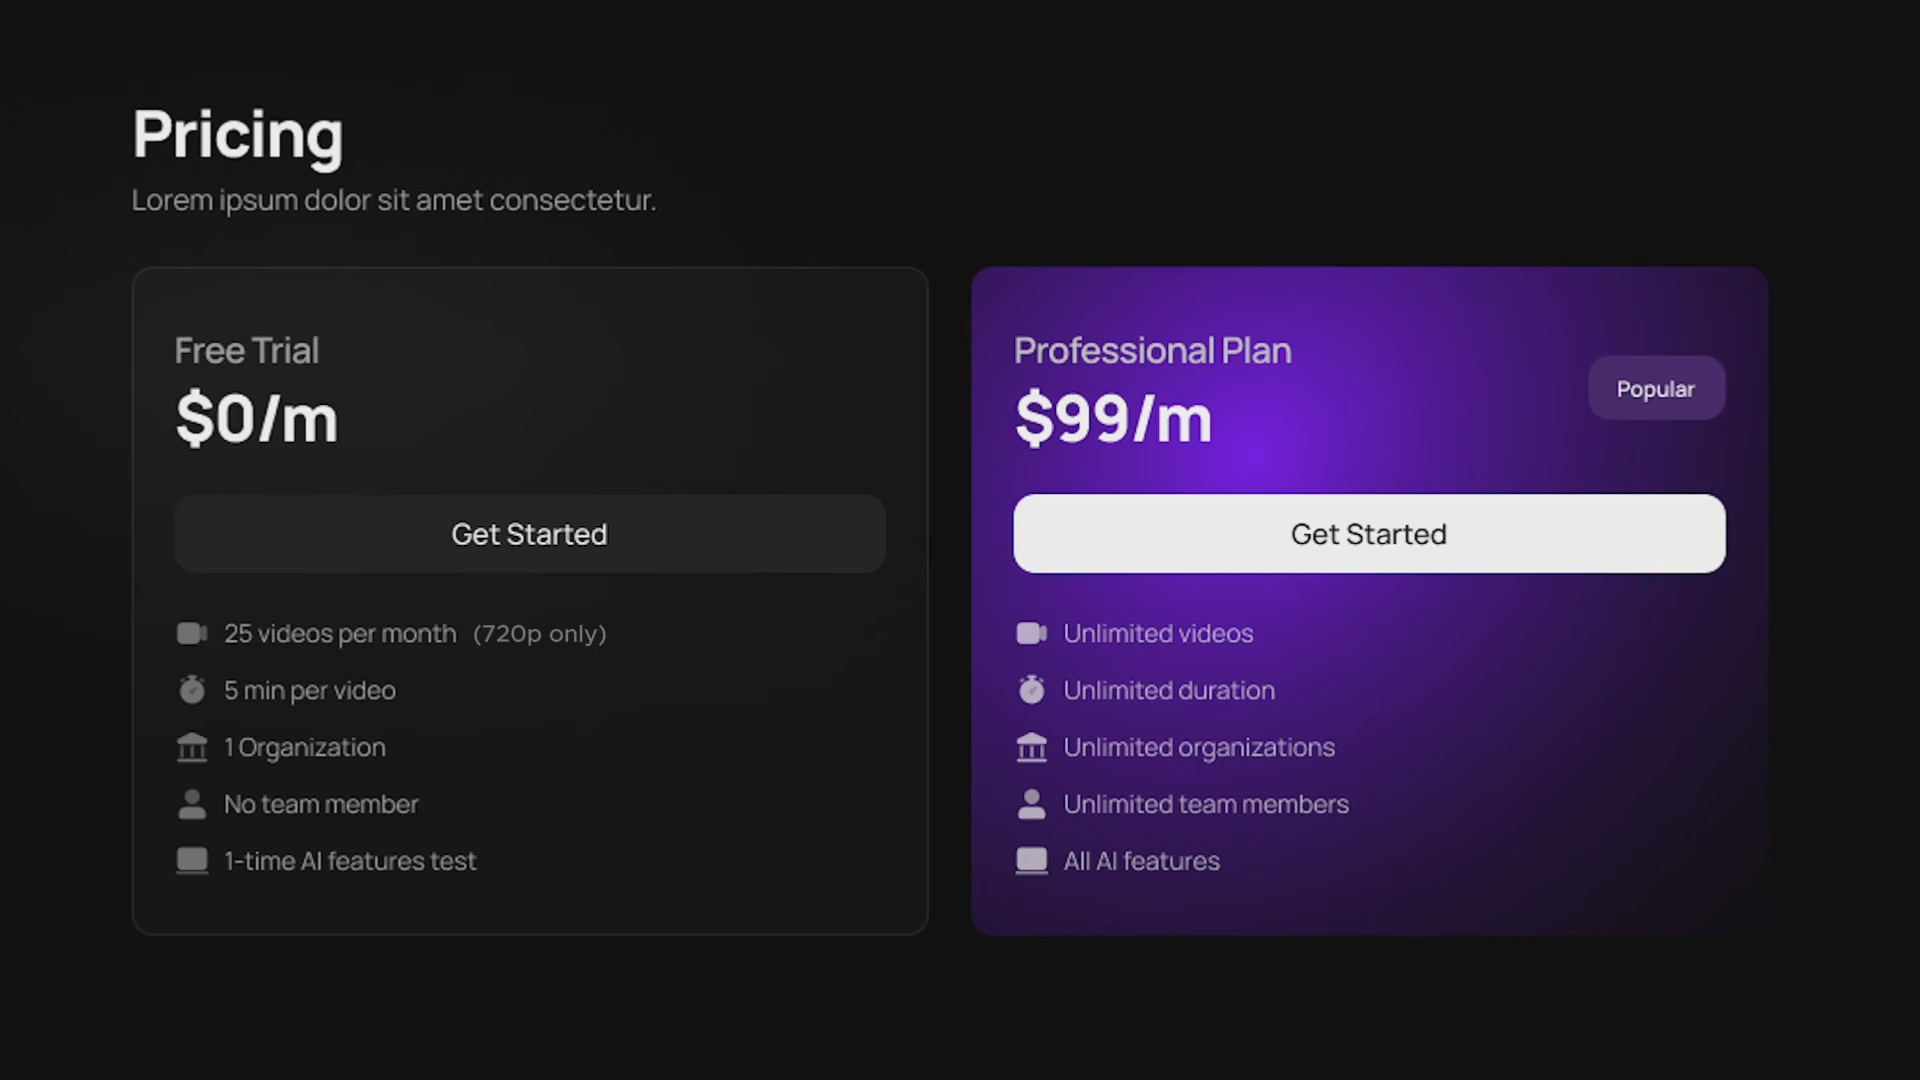 Pricing
Lorem ipsum dolor sit amet consectetur.
Free Trial
$0/m
Get Started
25 videos per month (720p only)
5 min per video
1 Organization
No team member
1-time AI features test
Professional Plan
$99/m
Popular
Get Started
Unlimited videos
Unlimited duration
Unlimited organizations
Unlimited team members
All AI features